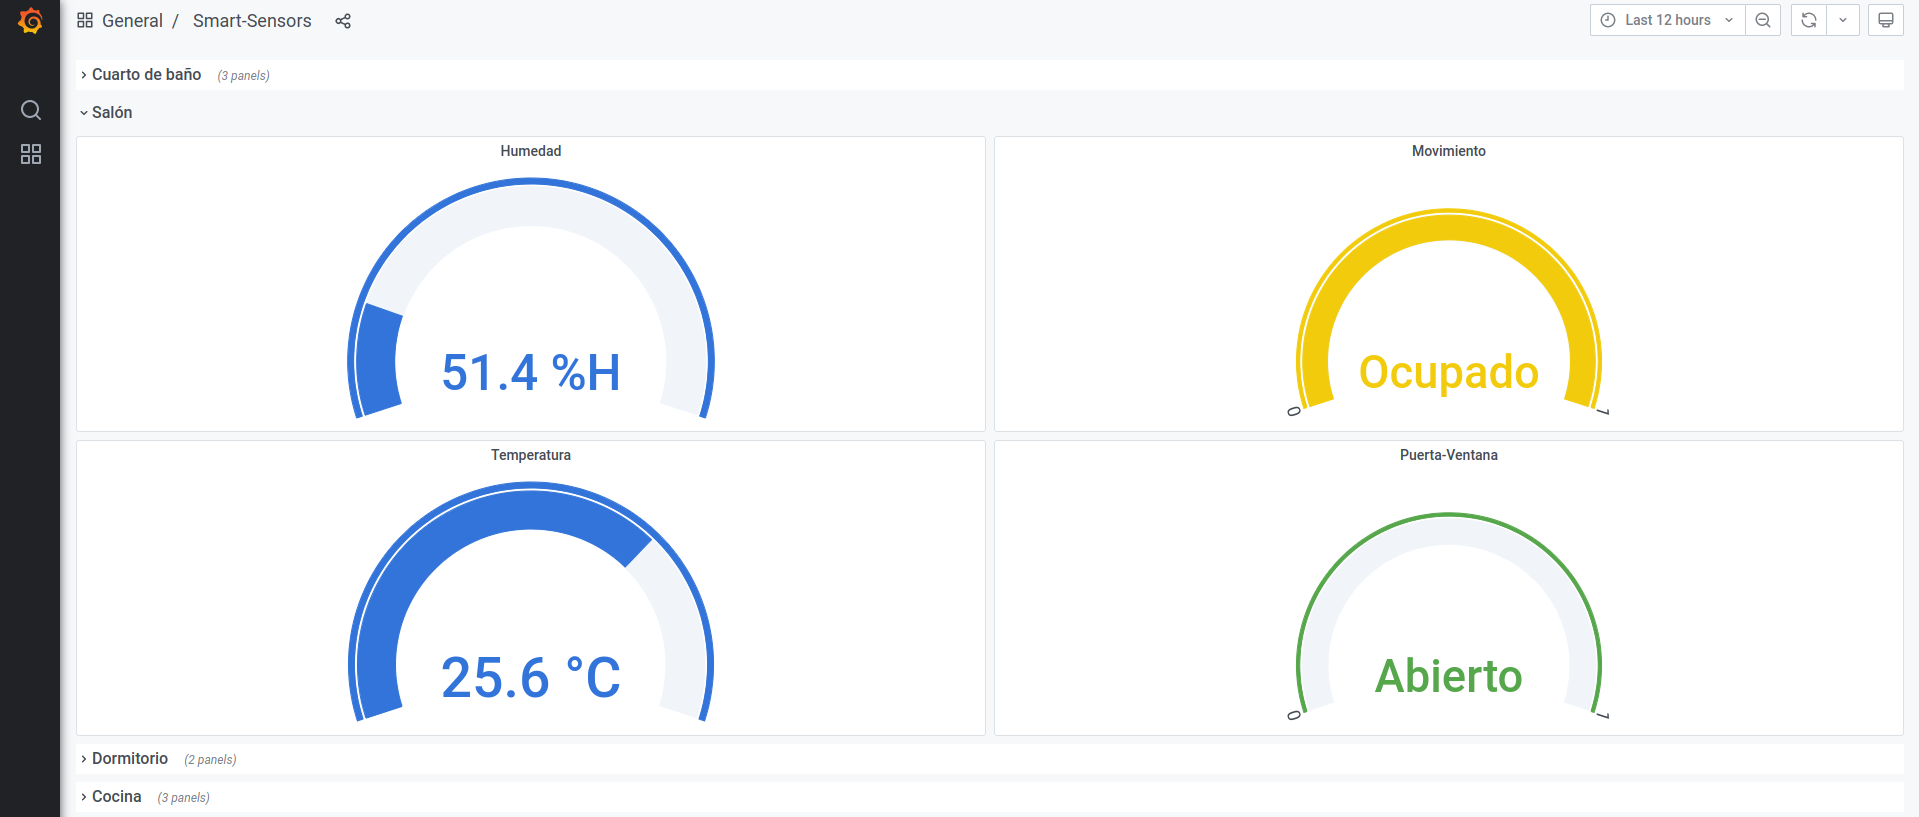 General / Smart-Sensors
Last 12 hours
Cuarto de baño (3 panels)
Salón
Humedad
51.4 %H
Movimiento
Ocupado
0
1
Temperatura
25.6 °C
Puerta-Ventana
Abierto
0
1
Dormitorio (2 panels)
Cocina (3 panels)